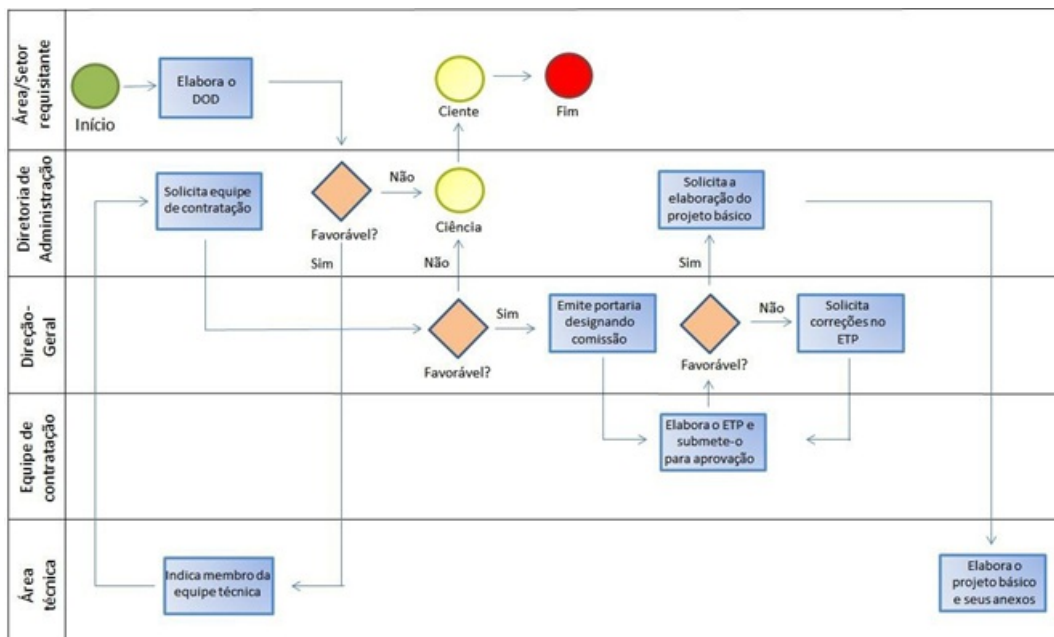 Área/Setor
requisitante
Início
Elabora o
DOD
Ciente
Fim
Diretoria de
Administração
Solicita equipe
de contratação
Favorável?
Não
Sim
Ciência
Não
Solicita a
elaboração do
projeto básico
Sim
Direção-
Geral
Favorável?
Sim
Emite portaria
designando
comissão
Favorável?
Não
Solicita
correções no
ETP
Equipe de
contratação
Elabora o ETP e
submete-o
para aprovação
Área
técnica
Indica membro da
equipe técnica
Elabora o
projeto básico
e seus anexos